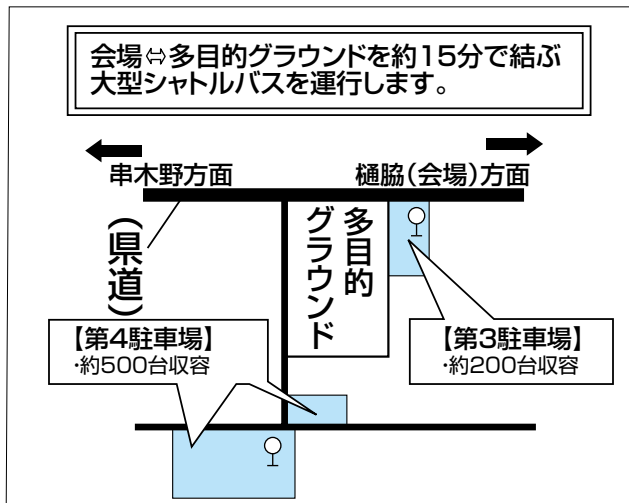 会場⇔多目的グラウンドを約15分で結ぶ
大型シャトルバスを運行します。
串木野方面
樋脇(会場)方面
(県道)
多目的
グラウンド
【第4駐車場】
・約500台収容
【第3駐車場】
・約200台収容